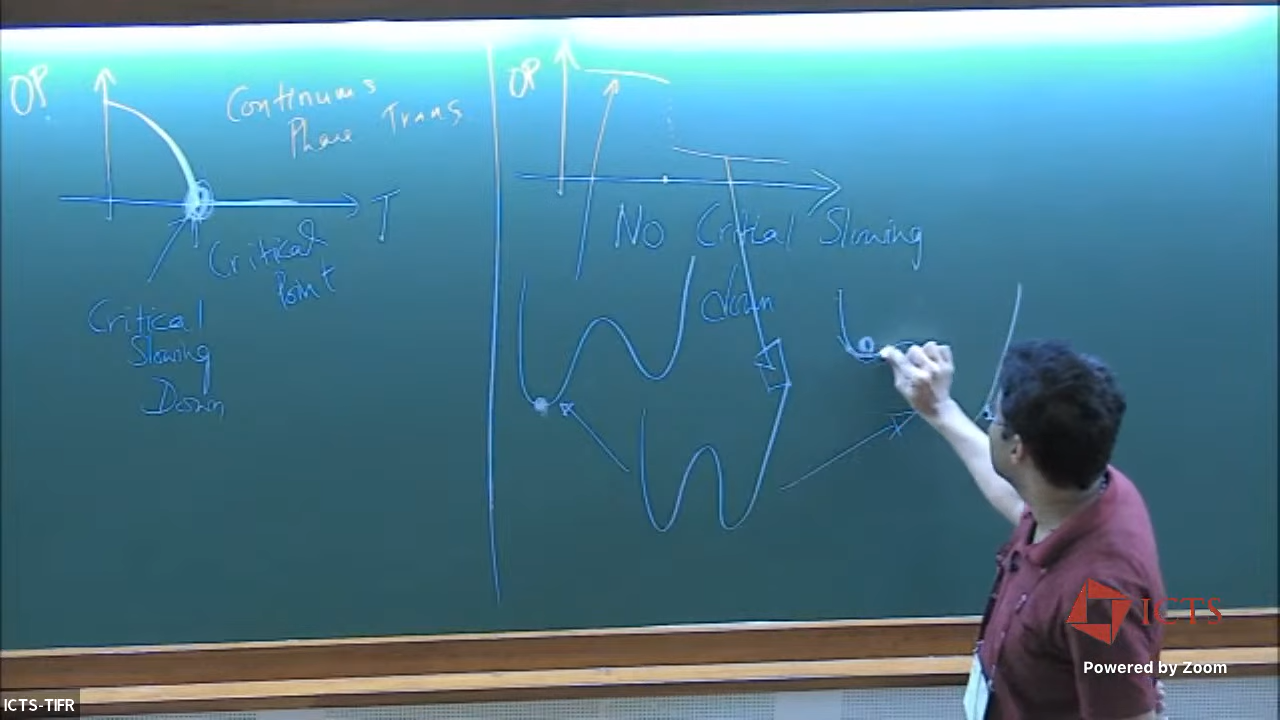 OP
Continuous
Phase Trans
T
Critical
Point
Critical
Slowing
Down
OP
No Critical Slowing
down
ICTS
Powered by Zoom
ICTS-TIFR